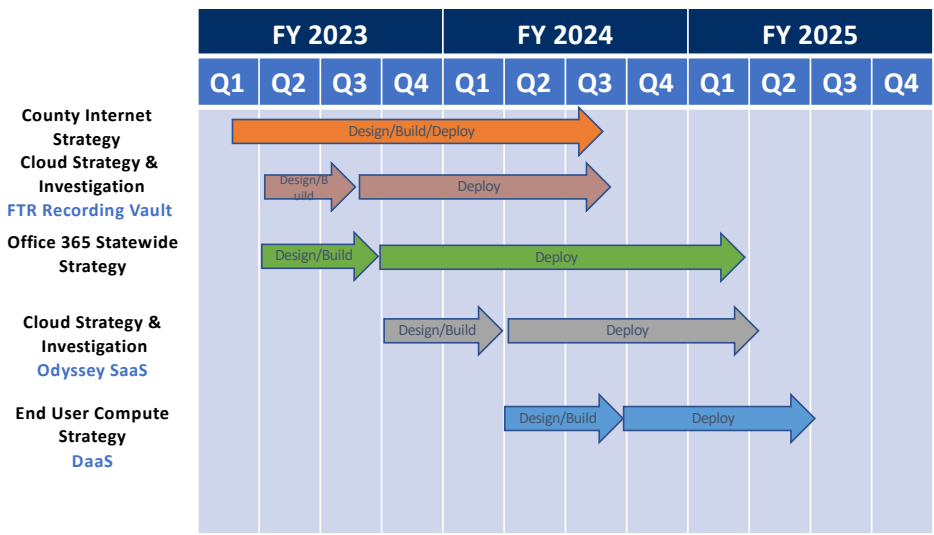 FY 2023 FY 2024 FY 2025
Q1 Q2 Q3 Q4 Q1 Q2 Q3 Q4 Q1 Q2 Q3 Q4
County Internet
Strategy
Design/Build/Deploy
Cloud Strategy &
Investigation
FTR Recording Vault
Design/B
uild
Deploy
Office 365 Statewide
Strategy
Design/Build
Deploy
Cloud Strategy &
Investigation
Odyssey SaaS
Design/Build
Deploy
End User Compute
Strategy
DaaS
Design/Build
Deploy